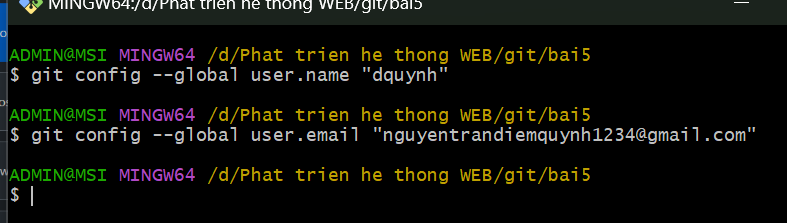 MINGW64:/d/Phat trien he thong WEB/git/bai5
ADMIN@MSI MINGW64 /d/Phat trien he thong WEB/git/bai5
$ git config --global user.name "dquynh"
ADMIN@MSI MINGW64 /d/Phat trien he thong WEB/git/bai5
$ git config --global user.email "nguyentrandiemquynh1234@gmail.com"
ADMIN@MSI MINGW64 /d/Phat trien he thong WEB/git/bai5
$